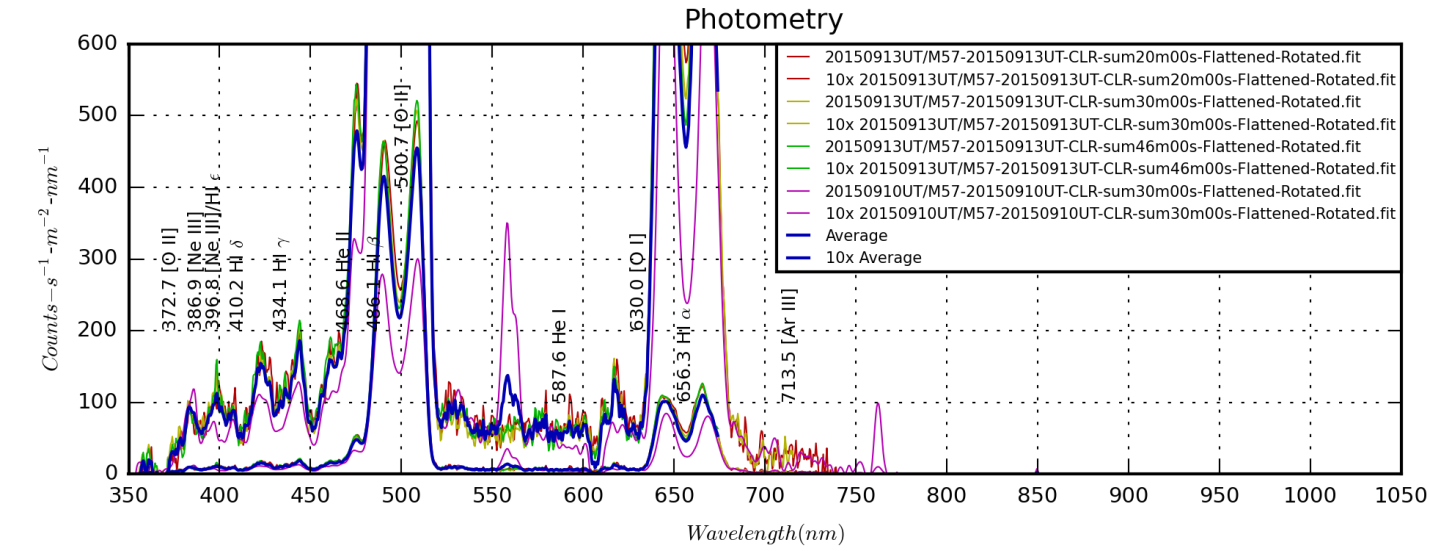 Photometry
600
500
400
300
200
100
0
Counts−s⁻¹-m⁻²-nm⁻¹
372.7 [O II]
386.9 [Ne III]
396.8 [Ne III]/HI ϵ
410.2 HI δ
434.1 HI γ
468.6 He II
486.1 HI β
500.7 [O-II]
587.6 He I
630.0 [O I]
656.3 HI α
713.5 [Ar III]
20150913UT/M57-20150913UT-CLR-sum20m00s-Flattened-Rotated.fit
10x 20150913UT/M57-20150913UT-CLR-sum20m00s-Flattened-Rotated.fit
20150913UT/M57-20150913UT-CLR-sum30m00s-Flattened-Rotated.fit
10x 20150913UT/M57-20150913UT-CLR-sum30m00s-Flattened-Rotated.fit
20150913UT/M57-20150913UT-CLR-sum46m00s-Flattened-Rotated.fit
10x 20150913UT/M57-20150913UT-CLR-sum46m00s-Flattened-Rotated.fit
20150910UT/M57-20150910UT-CLR-sum30m00s-Flattened-Rotated.fit
10x 20150910UT/M57-20150910UT-CLR-sum30m00s-Flattened-Rotated.fit
Average
10x Average
350 400 450 500 550 600 650 700 750 800 850 900 950 1000 1050
Wavelength(nm)